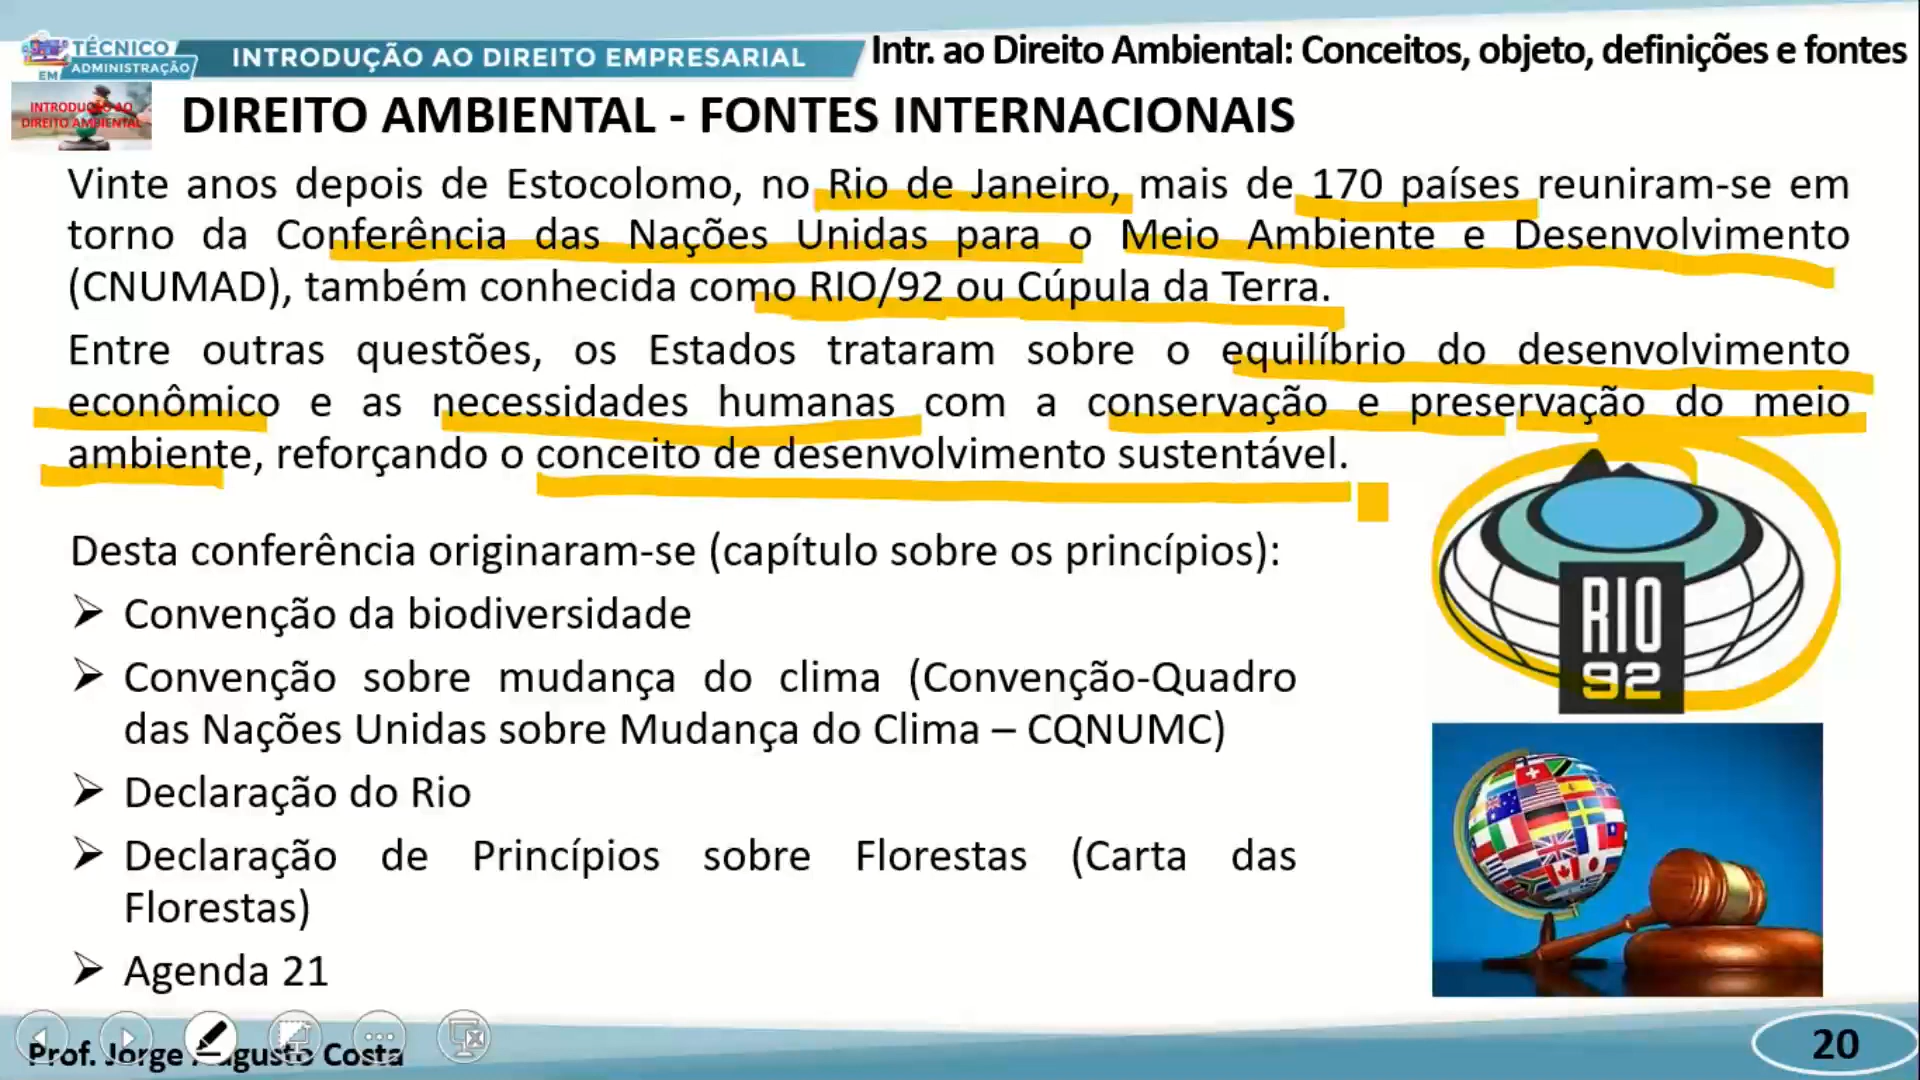 TÉCNICO
EM ADMINISTRAÇÃO
INTRODUÇÃO AO DIREITO EMPRESARIAL
Intr. ao Direito Ambiental: Conceitos, objeto, definições e fontes
INTRODUÇÃO AO
DIREITO AMBIENTAL
DIREITO AMBIENTAL - FONTES INTERNACIONAIS
Vinte anos depois de Estocolomo, no Rio de Janeiro, mais de 170 países reuniram-se em
torno da Conferência das Nações Unidas para o Meio Ambiente e Desenvolvimento
(CNUMAD), também conhecida como RIO/92 ou Cúpula da Terra.
Entre outras questões, os Estados trataram sobre o equilíbrio do desenvolvimento
econômico e as necessidades humanas com a conservação e preservação do meio
ambiente, reforçando o conceito de desenvolvimento sustentável.
Desta conferência originaram-se (capítulo sobre os princípios):
➢ Convenção da biodiversidade
➢ Convenção sobre mudança do clima (Convenção-Quadro
das Nações Unidas sobre Mudança do Clima – CQNUMC)
➢ Declaração do Rio
➢ Declaração de Princípios sobre Florestas (Carta das
Florestas)
➢ Agenda 21
RIO
92
Prof. Jorge Augusto Costa
20